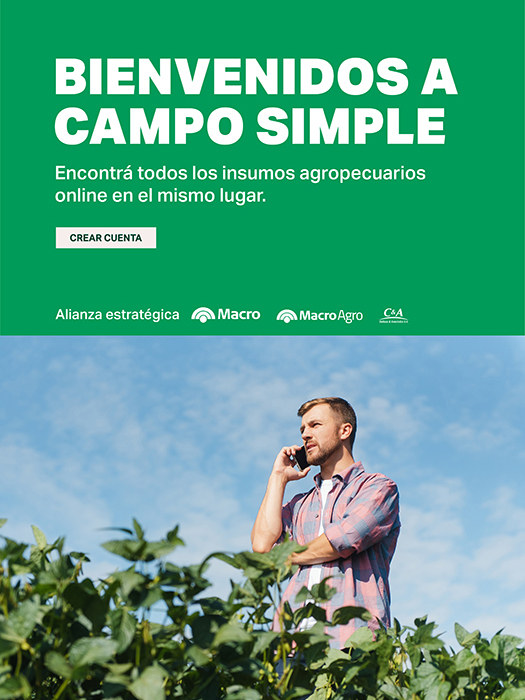 BIENVENIDOS A
CAMPO SIMPLE
Encontrá todos los insumos agropecuarios
online en el mismo lugar.
CREAR CUENTA
Alianza estratégica Macro MacroAgro C&A